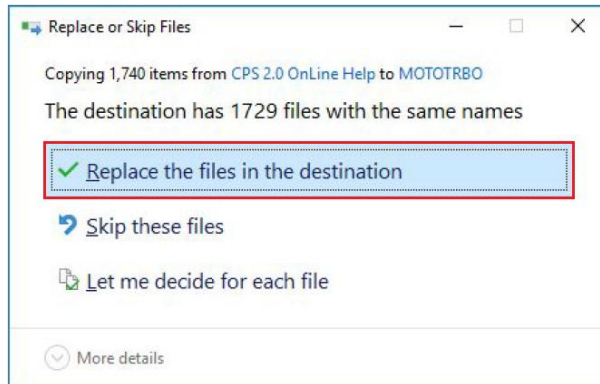 Replace or Skip Files
Copying 1,740 items from CPS 2.0 OnLine Help to MOTOTRBO
The destination has 1729 files with the same names
Replace the files in the destination
Skip these files
Let me decide for each file
More details